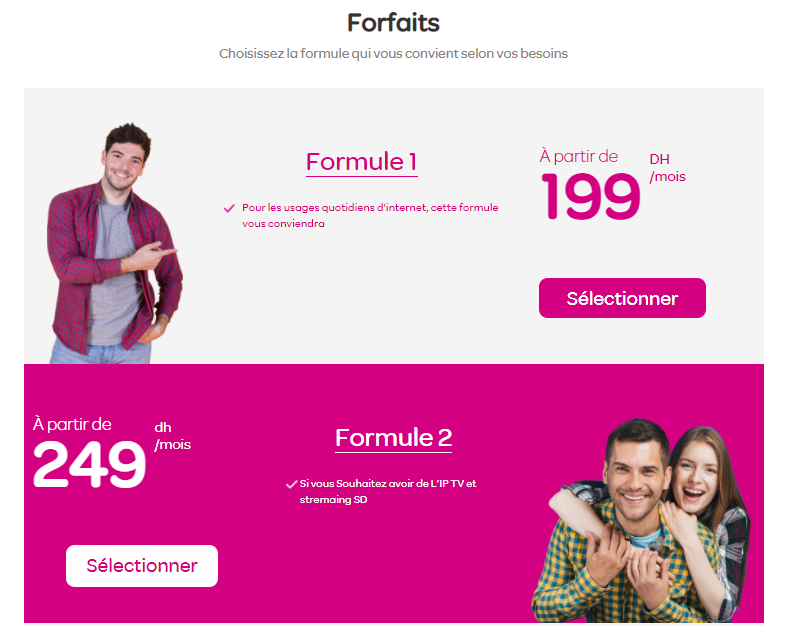 Forfaits
Choisissez la formule qui vous convient selon vos besoins
Formule 1
Pour les usages quotidiens d'internet, cette formule
vous conviendra
À partir de
199
DH
/mois
Sélectionner
À partir de
249
dh
/mois
Sélectionner
Formule 2
Si vous Souhaitez avoir de L'IP TV et
stremaing SD